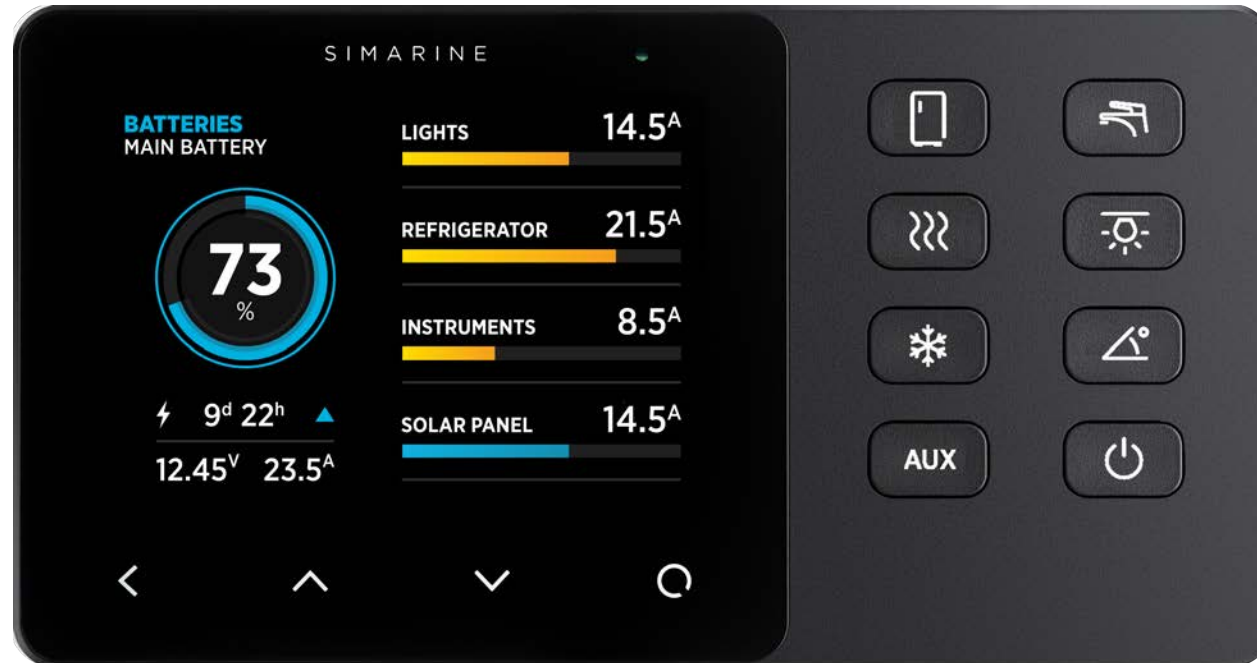 SIMARINE
BATTERIES
MAIN BATTERY
73
%
9d 22h
12.45V 23.5A
LIGHTS 14.5A
REFRIGERATOR 21.5A
INSTRUMENTS 8.5A
SOLAR PANEL 14.5A
AUX